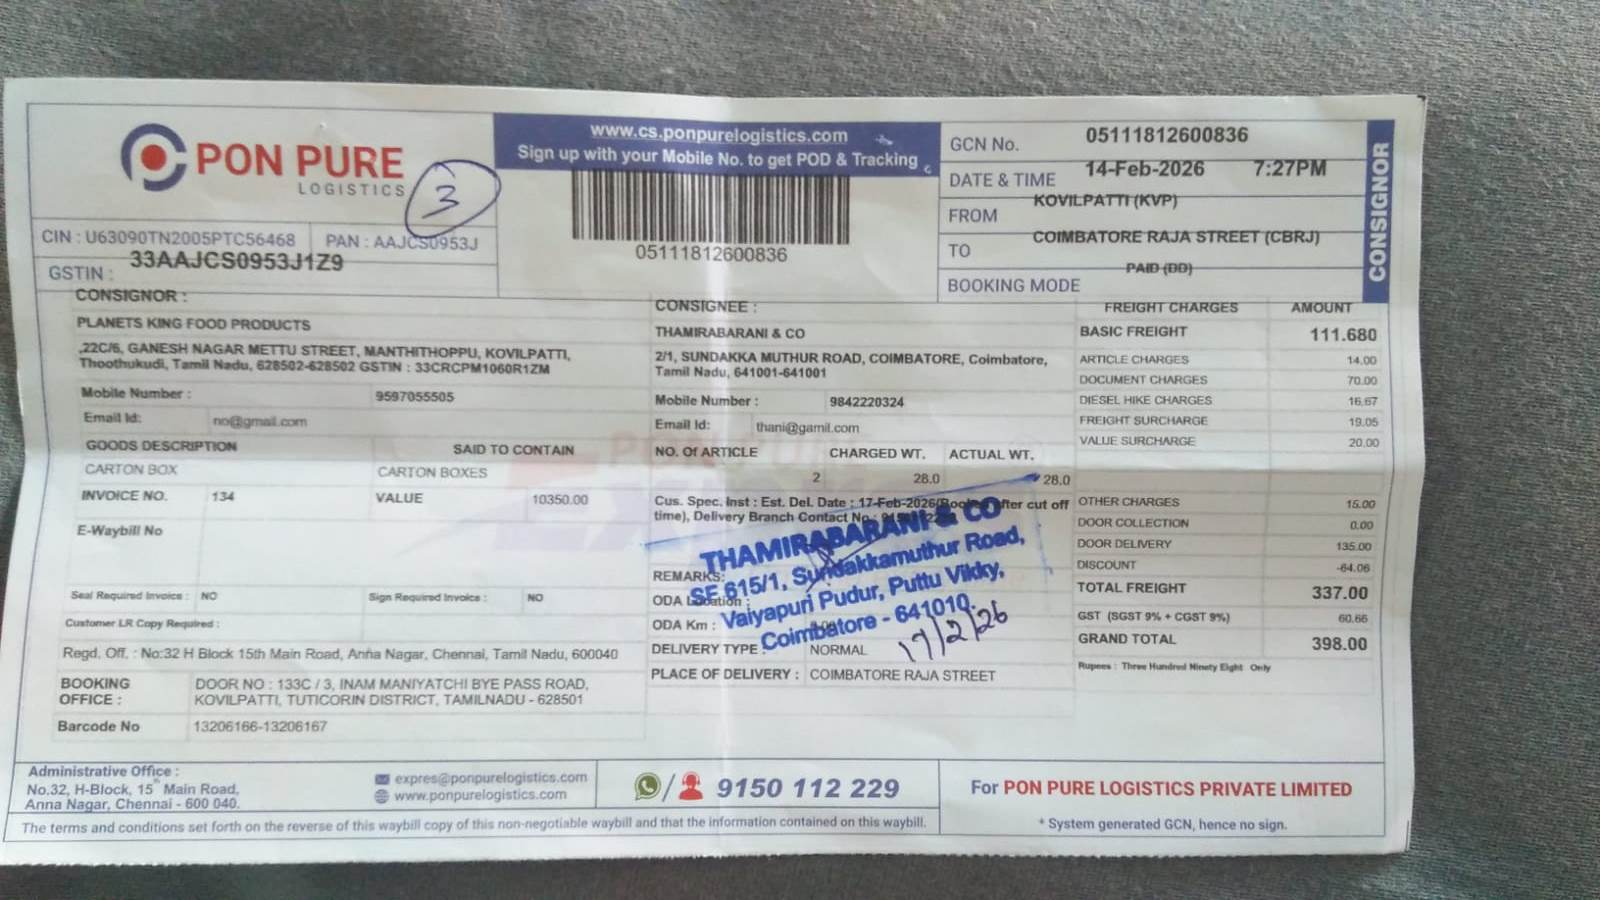 PON PURE
LOGISTICS
3
www.cs.ponpurelogistics.com
Sign up with your Mobile No. to get POD & Tracking
05111812600836
GCN No. 05111812600836
DATE & TIME 14-Feb-2026 7:27PM
FROM KOVILPATTI (KVP)
TO COIMBATORE RAJA STREET (CBRJ)
BOOKING MODE PAID (DD)
CONSIGNOR
CIN : U63090TN2005PTC56468 PAN : AAJCS0953J
GSTIN : 33AAJCS0953J1Z9
CONSIGNOR :
PLANETS KING FOOD PRODUCTS
,22C/6, GANESH NAGAR METTU STREET, MANTHITHOPPU, KOVILPATTI,
Thoothukudi, Tamil Nadu, 628502-628502 GSTIN : 33CRCPM1060R1ZM
Mobile Number : 9597055505
Email Id: no@gmail.com
GOODS DESCRIPTION SAID TO CONTAIN
CARTON BOX CARTON BOXES
INVOICE NO. 134 VALUE 10350.00
E-Waybill No
Seal Required Invoice : NO Sign Required Invoice : NO
Customer LR Copy Required :
Regd. Off. : No:32 H Block 15th Main Road, Anna Nagar, Chennai, Tamil Nadu, 600040
BOOKING OFFICE : DOOR NO : 133C / 3, INAM MANIYATCHI BYE PASS ROAD,
KOVILPATTI, TUTICORIN DISTRICT, TAMILNADU - 628501
Barcode No 13206166-13206167
CONSIGNEE :
THAMIRABARANI & CO
2/1, SUNDAKKA MUTHUR ROAD, COIMBATORE, Coimbatore,
Tamil Nadu, 641001-641001
Mobile Number : 9842220324
Email Id: thani@gamil.com
NO. Of ARTICLE CHARGED WT. ACTUAL WT.
2 28.0 28.0
Cus. Spec. Inst : Est. Del. Date : 17-Feb-2026 after cut off
time), Delivery Branch Contact No.:
REMARKS:
ODA Location :
ODA Km :
DELIVERY TYPE : NORMAL
PLACE OF DELIVERY : COIMBATORE RAJA STREET
THAMIRABARANI & CO
SF 615/1, Sundakkamuthur Road,
Vaiyapuri Pudur, Puttu Vikky,
Coimbatore - 641010.
17/2/26
FREIGHT CHARGES AMOUNT
BASIC FREIGHT 111.680
ARTICLE CHARGES 14.00
DOCUMENT CHARGES 70.00
DIESEL HIKE CHARGES 16.67
FREIGHT SURCHARGE 19.05
VALUE SURCHARGE 20.00
OTHER CHARGES 15.00
DOOR COLLECTION 0.00
DOOR DELIVERY 135.00
DISCOUNT -64.06
TOTAL FREIGHT 337.00
GST (SGST 9% + CGST 9%) 60.66
GRAND TOTAL 398.00
Rupees : Three Hundred Ninety Eight Only
Administrative Office :
No.32, H-Block, 15th Main Road,
Anna Nagar, Chennai - 600 040.
expres@ponpurelogistics.com
www.ponpurelogistics.com
9150 112 229
For PON PURE LOGISTICS PRIVATE LIMITED
* System generated GCN, hence no sign.
The terms and conditions set forth on the reverse of this waybill copy of this non-negotiable waybill and that the information contained on this waybill.